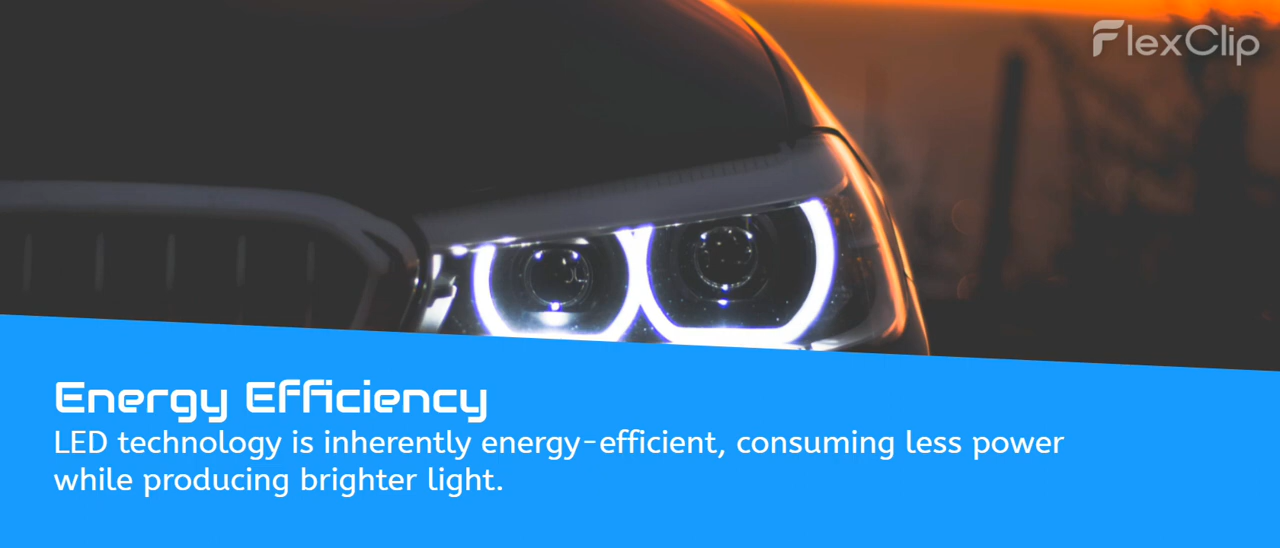 FlexClip
Energy Efficiency
LED technology is inherently energy-efficient, consuming less power
while producing brighter light.